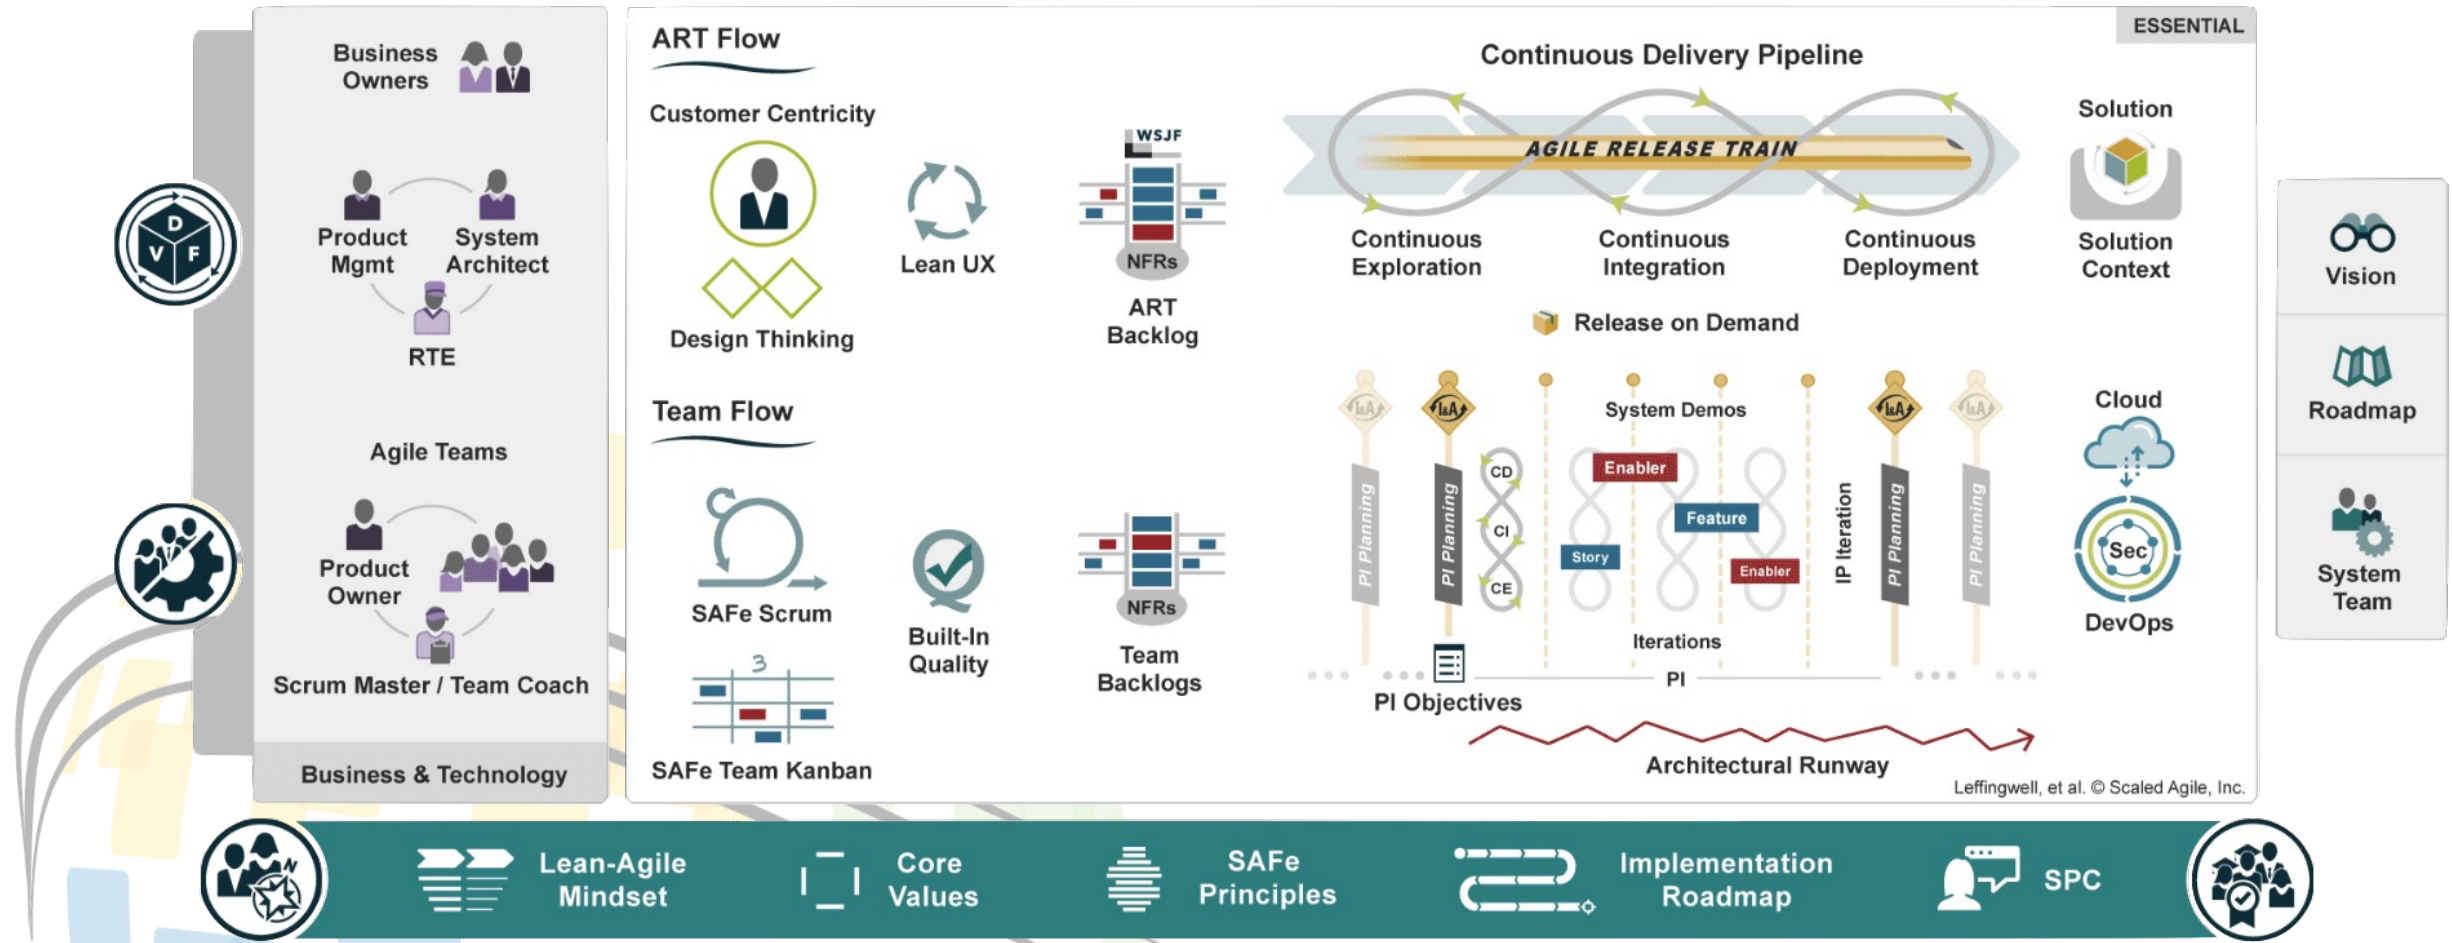 ESSENTIAL
Business
Owners
Product
Mgmt
System
Architect
RTE
Agile Teams
Product
Owner
Scrum Master / Team Coach
Business & Technology
D
V
F
ART Flow
Customer Centricity
Design Thinking
Lean UX
WSJF
NFRs
ART
Backlog
Team Flow
SAFe Scrum
3
SAFe Team Kanban
Built-In
Quality
NFRs
Team
Backlogs
Continuous Delivery Pipeline
AGILE RELEASE TRAIN
Continuous
Exploration
Continuous
Integration
Continuous
Deployment
Release on Demand
Solution
Solution
Context
I&A
I&A
I&A
I&A
System Demos
PI Planning
PI Planning
CD
CI
CE
Enabler
Feature
Story
Enabler
IP Iteration
PI Planning
PI Planning
Iterations
PI
PI Objectives
Architectural Runway
Cloud
Sec
DevOps
Leffingwell, et al. © Scaled Agile, Inc.
Vision
Roadmap
System
Team
N
Lean-Agile
Mindset
Core
Values
SAFe
Principles
Implementation
Roadmap
SPC